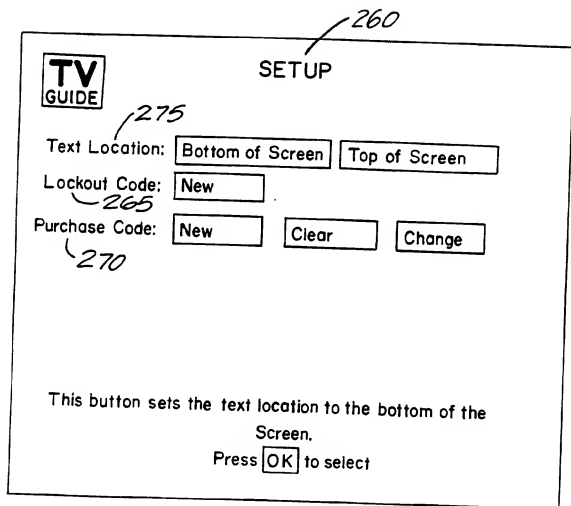 260
TV
GUIDE
SETUP
275
Text Location: Bottom of Screen Top of Screen
Lockout Code: New
265
Purchase Code: New Clear Change
270
This button sets the text location to the bottom of the
Screen.
Press OK to select